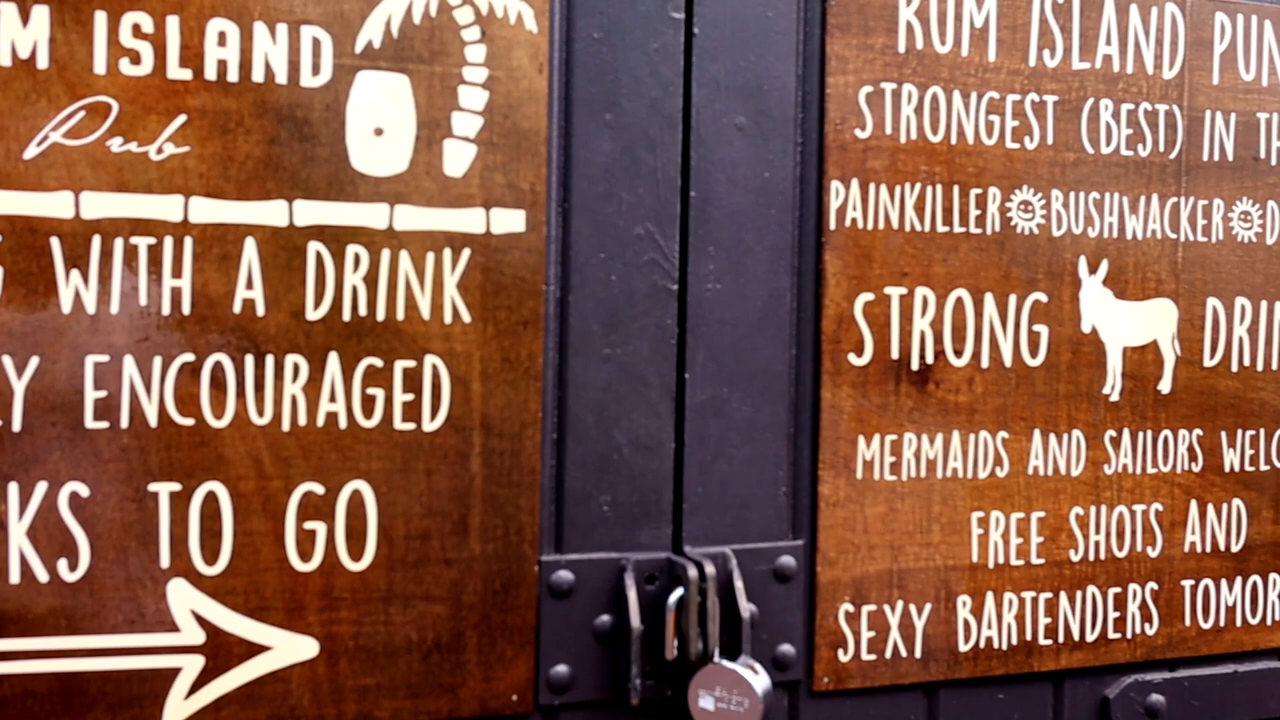 M ISLAND
Pub
WITH A DRINK
Y ENCOURAGED
KS TO GO
RUM ISLAND PUN
STRONGEST (BEST) IN TH
PAINKILLER BUSHWACKER D
STRONG DRIN
MERMAIDS AND SAILORS WELC
FREE SHOTS AND
SEXY BARTENDERS TOMOR